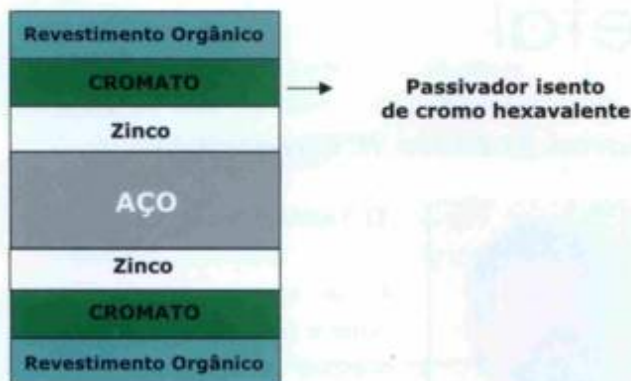 Revestimento Orgânico
CROMATO
Passivador isento
de cromo hexavalente
Zinco
AÇO
Zinco
CROMATO
Revestimento Orgânico